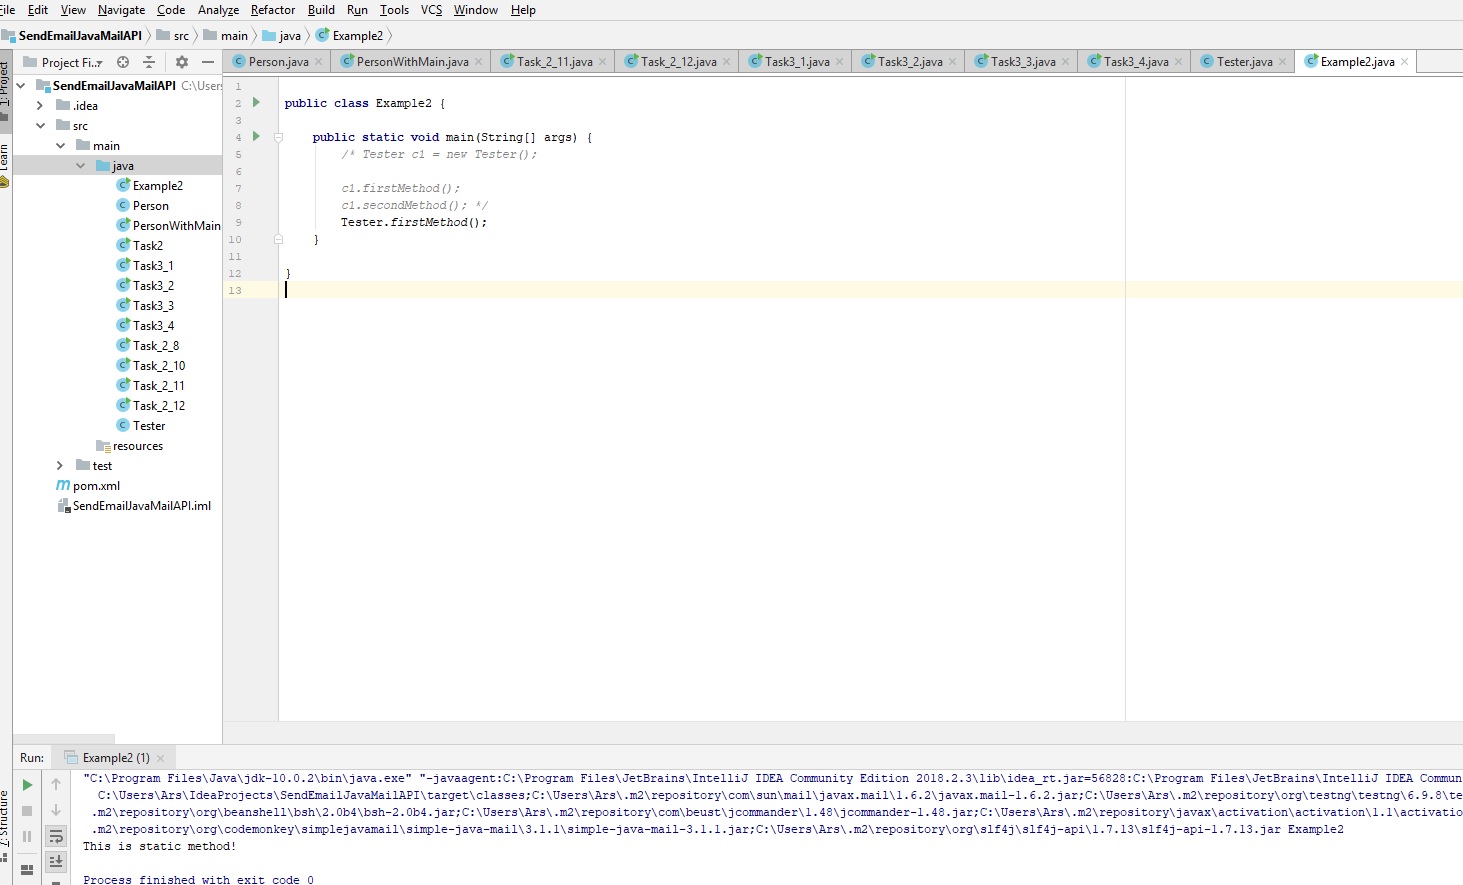 File Edit View Navigate Code Analyze Refactor Build Run Tools VCS Window Help
SendEmailJavaMailAPI src main java Example2
Project Fi... Person.java PersonWithMain.java Task_2_11.java Task_2_12.java Task3_1.java Task3_2.java Task3_3.java Task3_4.java Tester.java Example2.java
1: Project
Learn
Z: Structure
SendEmailJavaMailAPI C:\Users
.idea
src
main
java
Example2
Person
PersonWithMain
Task2
Task3_1
Task3_2
Task3_3
Task3_4
Task_2_8
Task_2_10
Task_2_11
Task_2_12
Tester
resources
test
pom.xml
SendEmailJavaMailAPI.iml
1
2 public class Example2 {
3
4 public static void main(String[] args) {
5 /* Tester c1 = new Tester();
6
7 c1.firstMethod();
8 c1.secondMethod(); */
9 Tester.firstMethod();
10 }
11
12 }
13
Run: Example2 (1)
"C:\Program Files\Java\jdk-10.0.2\bin\java.exe" "-javaagent:C:\Program Files\JetBrains\IntelliJ IDEA Community Edition 2018.2.3\lib\idea_rt.jar=56828:C:\Program Files\JetBrains\IntelliJ IDEA Commun
C:\Users\Ars\IdeaProjects\SendEmailJavaMailAPI\target\classes;C:\Users\Ars\.m2\repository\com\sun\mail\javax.mail\1.6.2\javax.mail-1.6.2.jar;C:\Users\Ars\.m2\repository\org\testng\testng\6.9.8\te
.m2\repository\org\beanshell\bsh\2.0b4\bsh-2.0b4.jar;C:\Users\Ars\.m2\repository\com\beust\jcommander\1.48\jcommander-1.48.jar;C:\Users\Ars\.m2\repository\javax\activation\activation\1.1\activatio
.m2\repository\org\codemonkey\simplejavamail\simple-java-mail\3.1.1\simple-java-mail-3.1.1.jar;C:\Users\Ars\.m2\repository\org\slf4j\slf4j-api\1.7.13\slf4j-api-1.7.13.jar Example2
This is static method!
Process finished with exit code 0